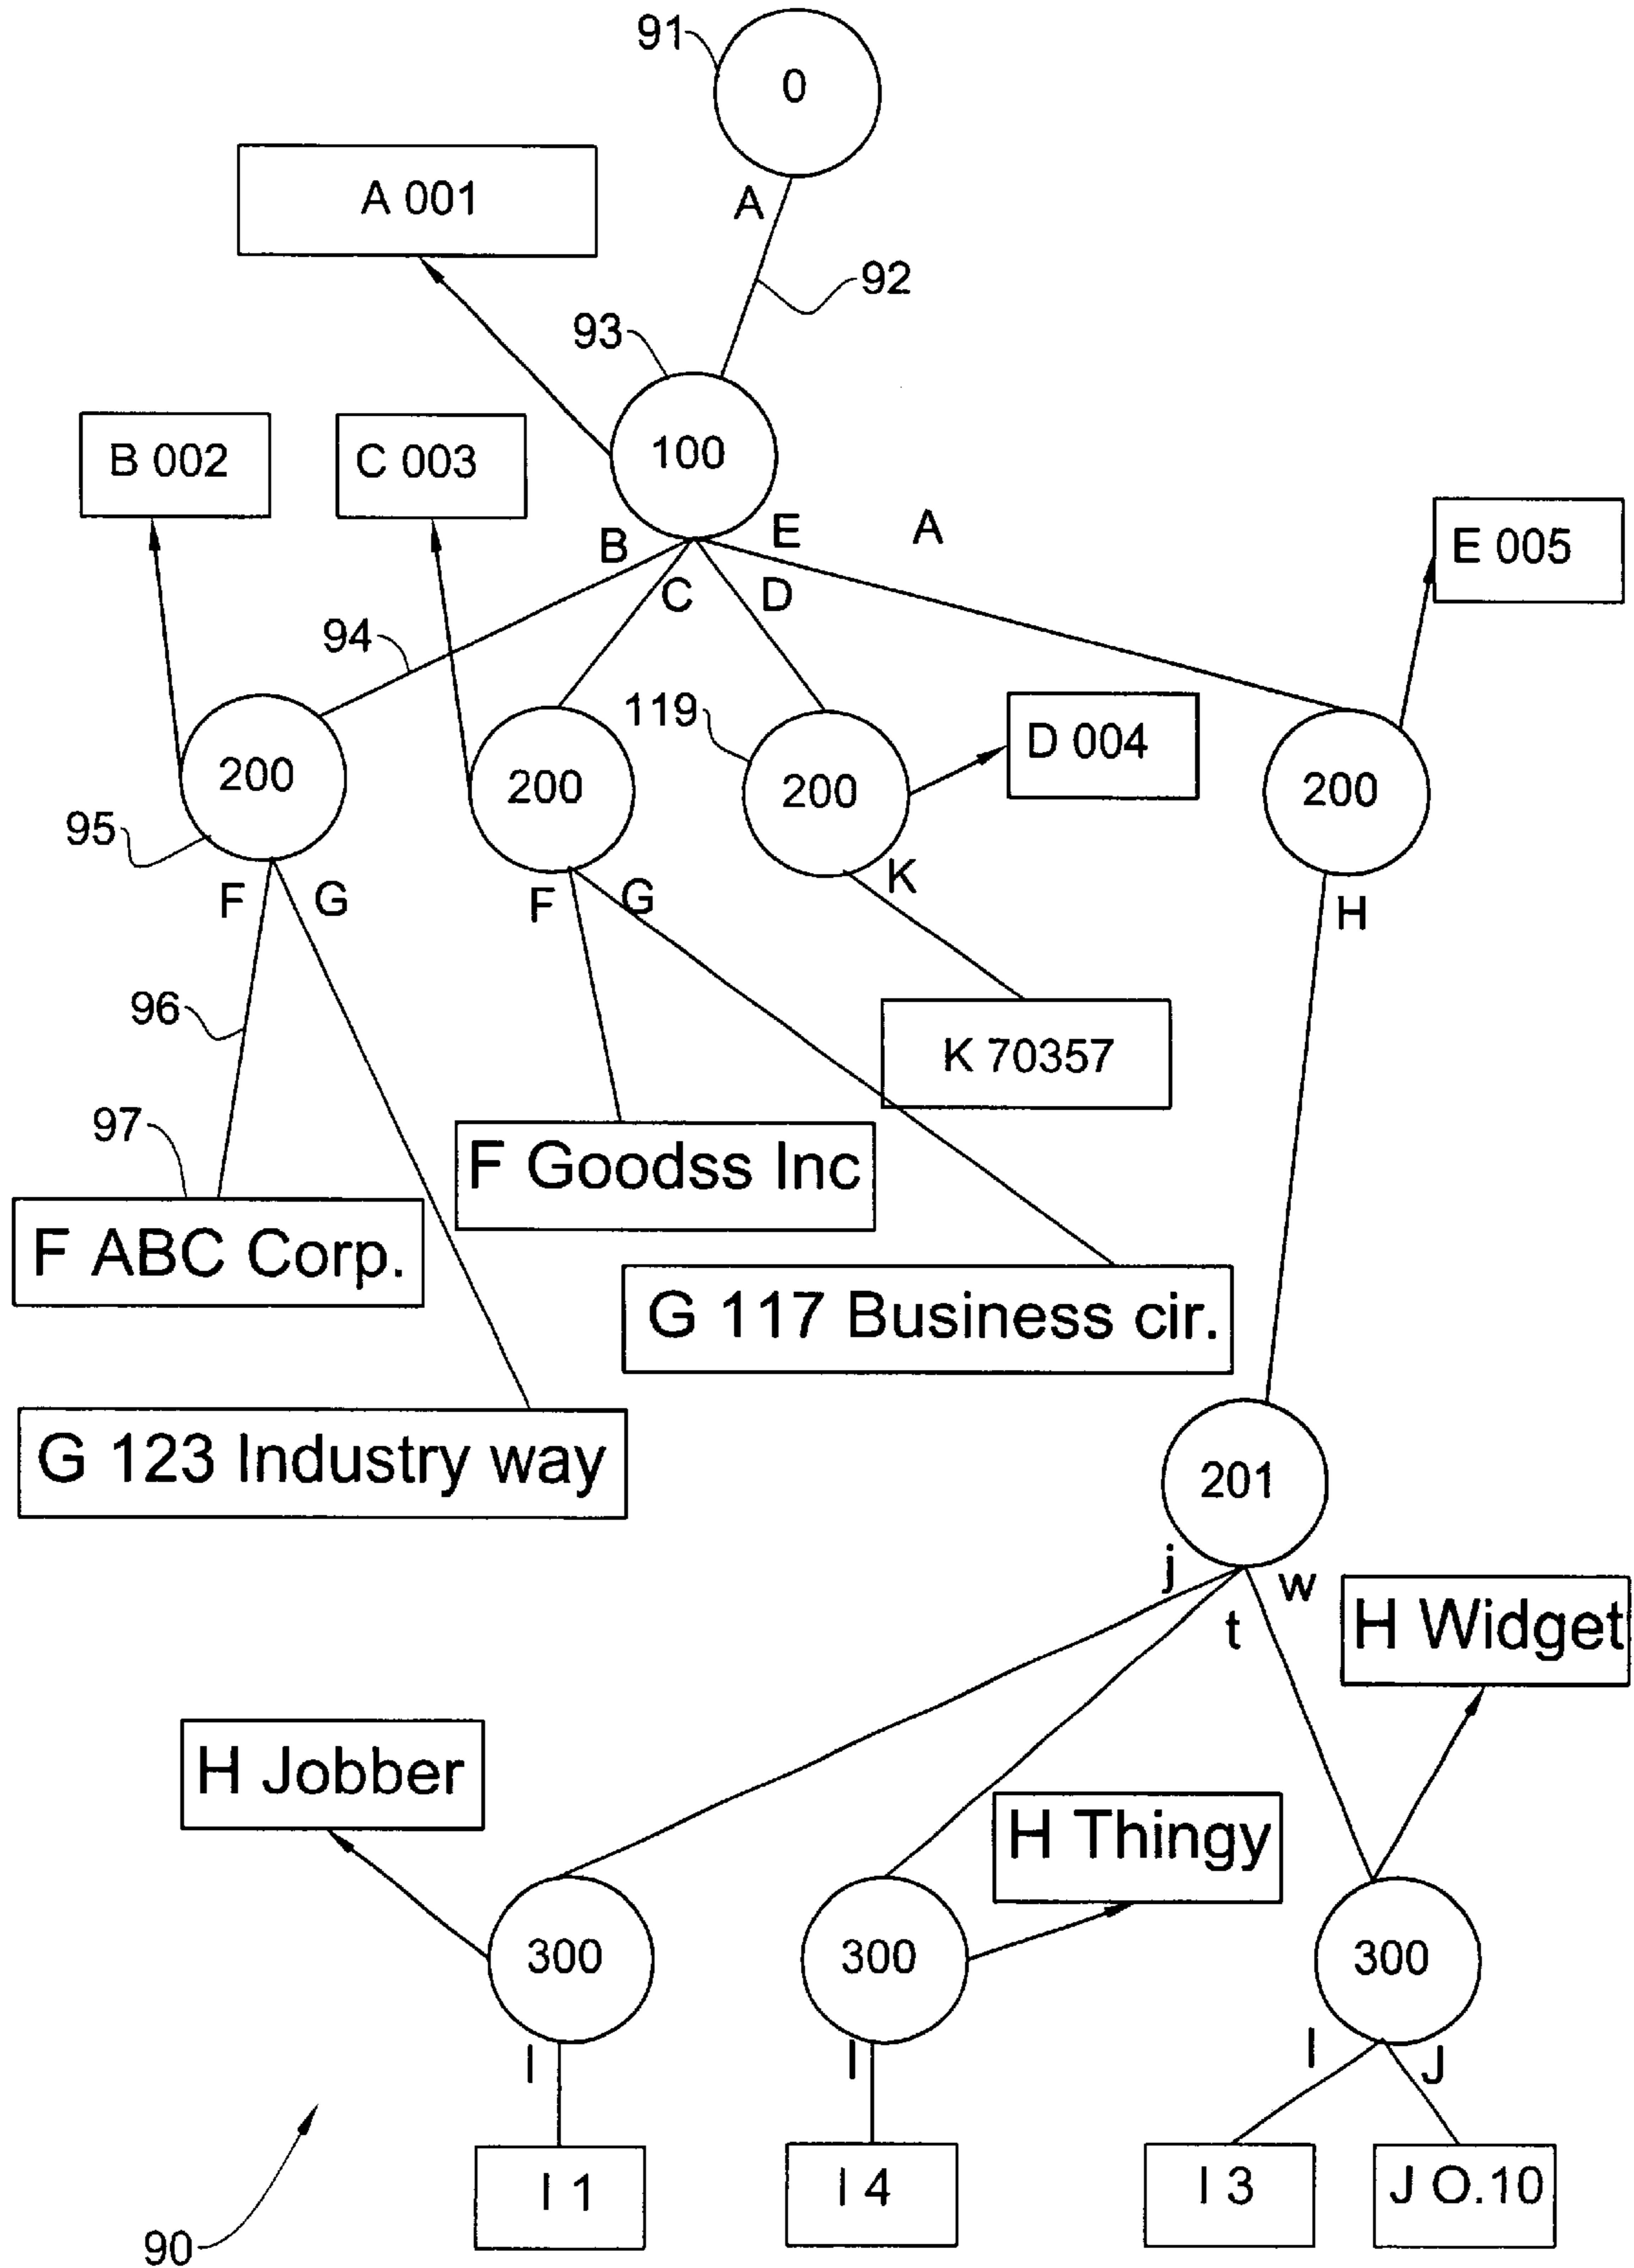 91
0
A 001
A
92
93
100
B 002
C 003
B
E
A
E 005
C
D
94
119
D 004
200
200
200
200
95
F
G
F
G
K
H
96
K 70357
97
F Goodss Inc
F ABC Corp.
G 117 Business cir.
G 123 Industry way
201
j
w
t
H Widget
H Jobber
H Thingy
300
300
300
I
I
I
J
I 1
I 4
I 3
J O.10
90